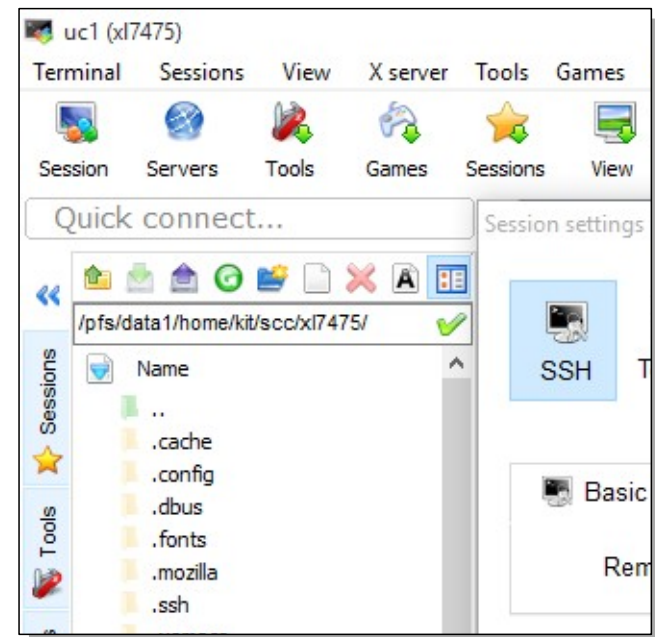 uc1 (xl7475)
Terminal Sessions View X server Tools Games
Session Servers Tools Games Sessions View
Quick connect...
Session settings
/pfs/data1/home/kit/scc/xl7475/
SSH
Name
..
.cache
.config
.dbus
.fonts
.mozilla
.ssh
Basic
Rem
Sessions
Tools